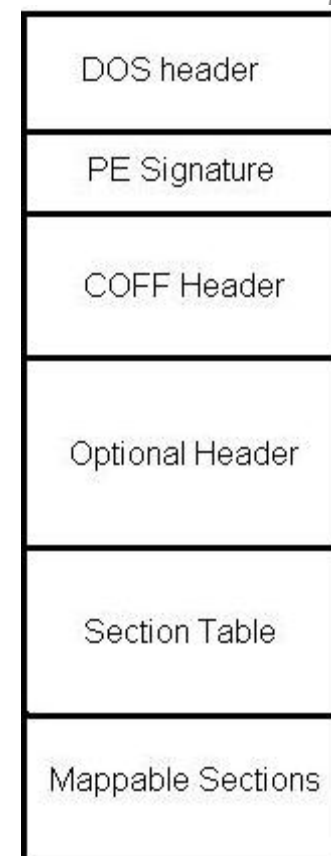 DOS header
PE Signature
COFF Header
Optional Header
Section Table
Mappable Sections